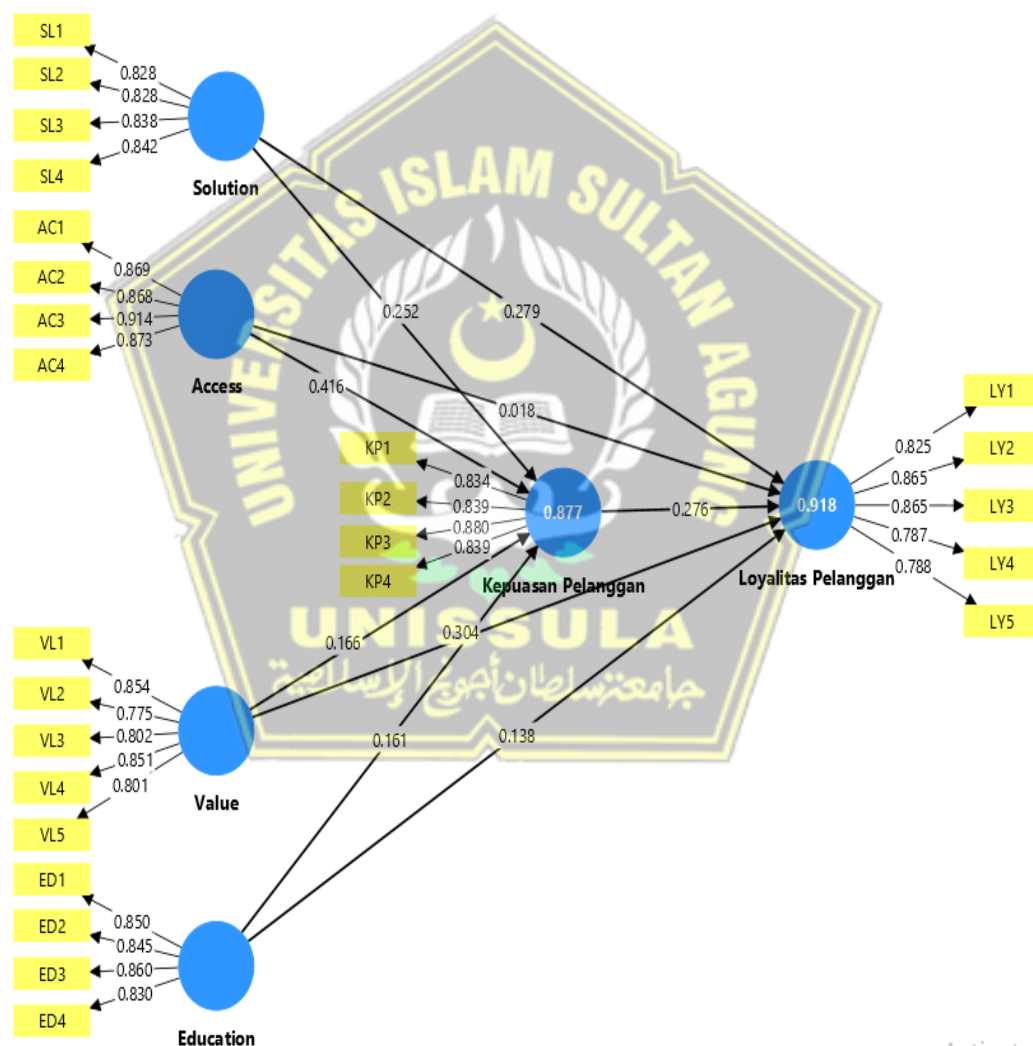 SL1
0.828
SL2
0.828
SL3
0.838
SL4
0.842
Solution
AC1
0.869
AC2
0.868
AC3
0.914
AC4
0.873
Access
VL1
0.854
VL2
0.775
VL3
0.802
VL4
0.851
VL5
0.801
Value
ED1
0.850
ED2
0.845
ED3
0.860
ED4
0.830
Education
0.252
0.279
0.416
0.018
0.166
0.304
0.161
0.138
0.276
KP1
0.834
KP2
0.839
KP3
0.880
KP4
0.839
0.877
Kepuasan Pelanggan
0.918
Loyalitas Pelanggan
LY1
0.825
LY2
0.865
LY3
0.865
LY4
0.787
LY5
0.788
UNIVERSITAS ISLAM SULTAN AGUNG
UNISSULA
جامعتنسلطان أجونج الإسلامية